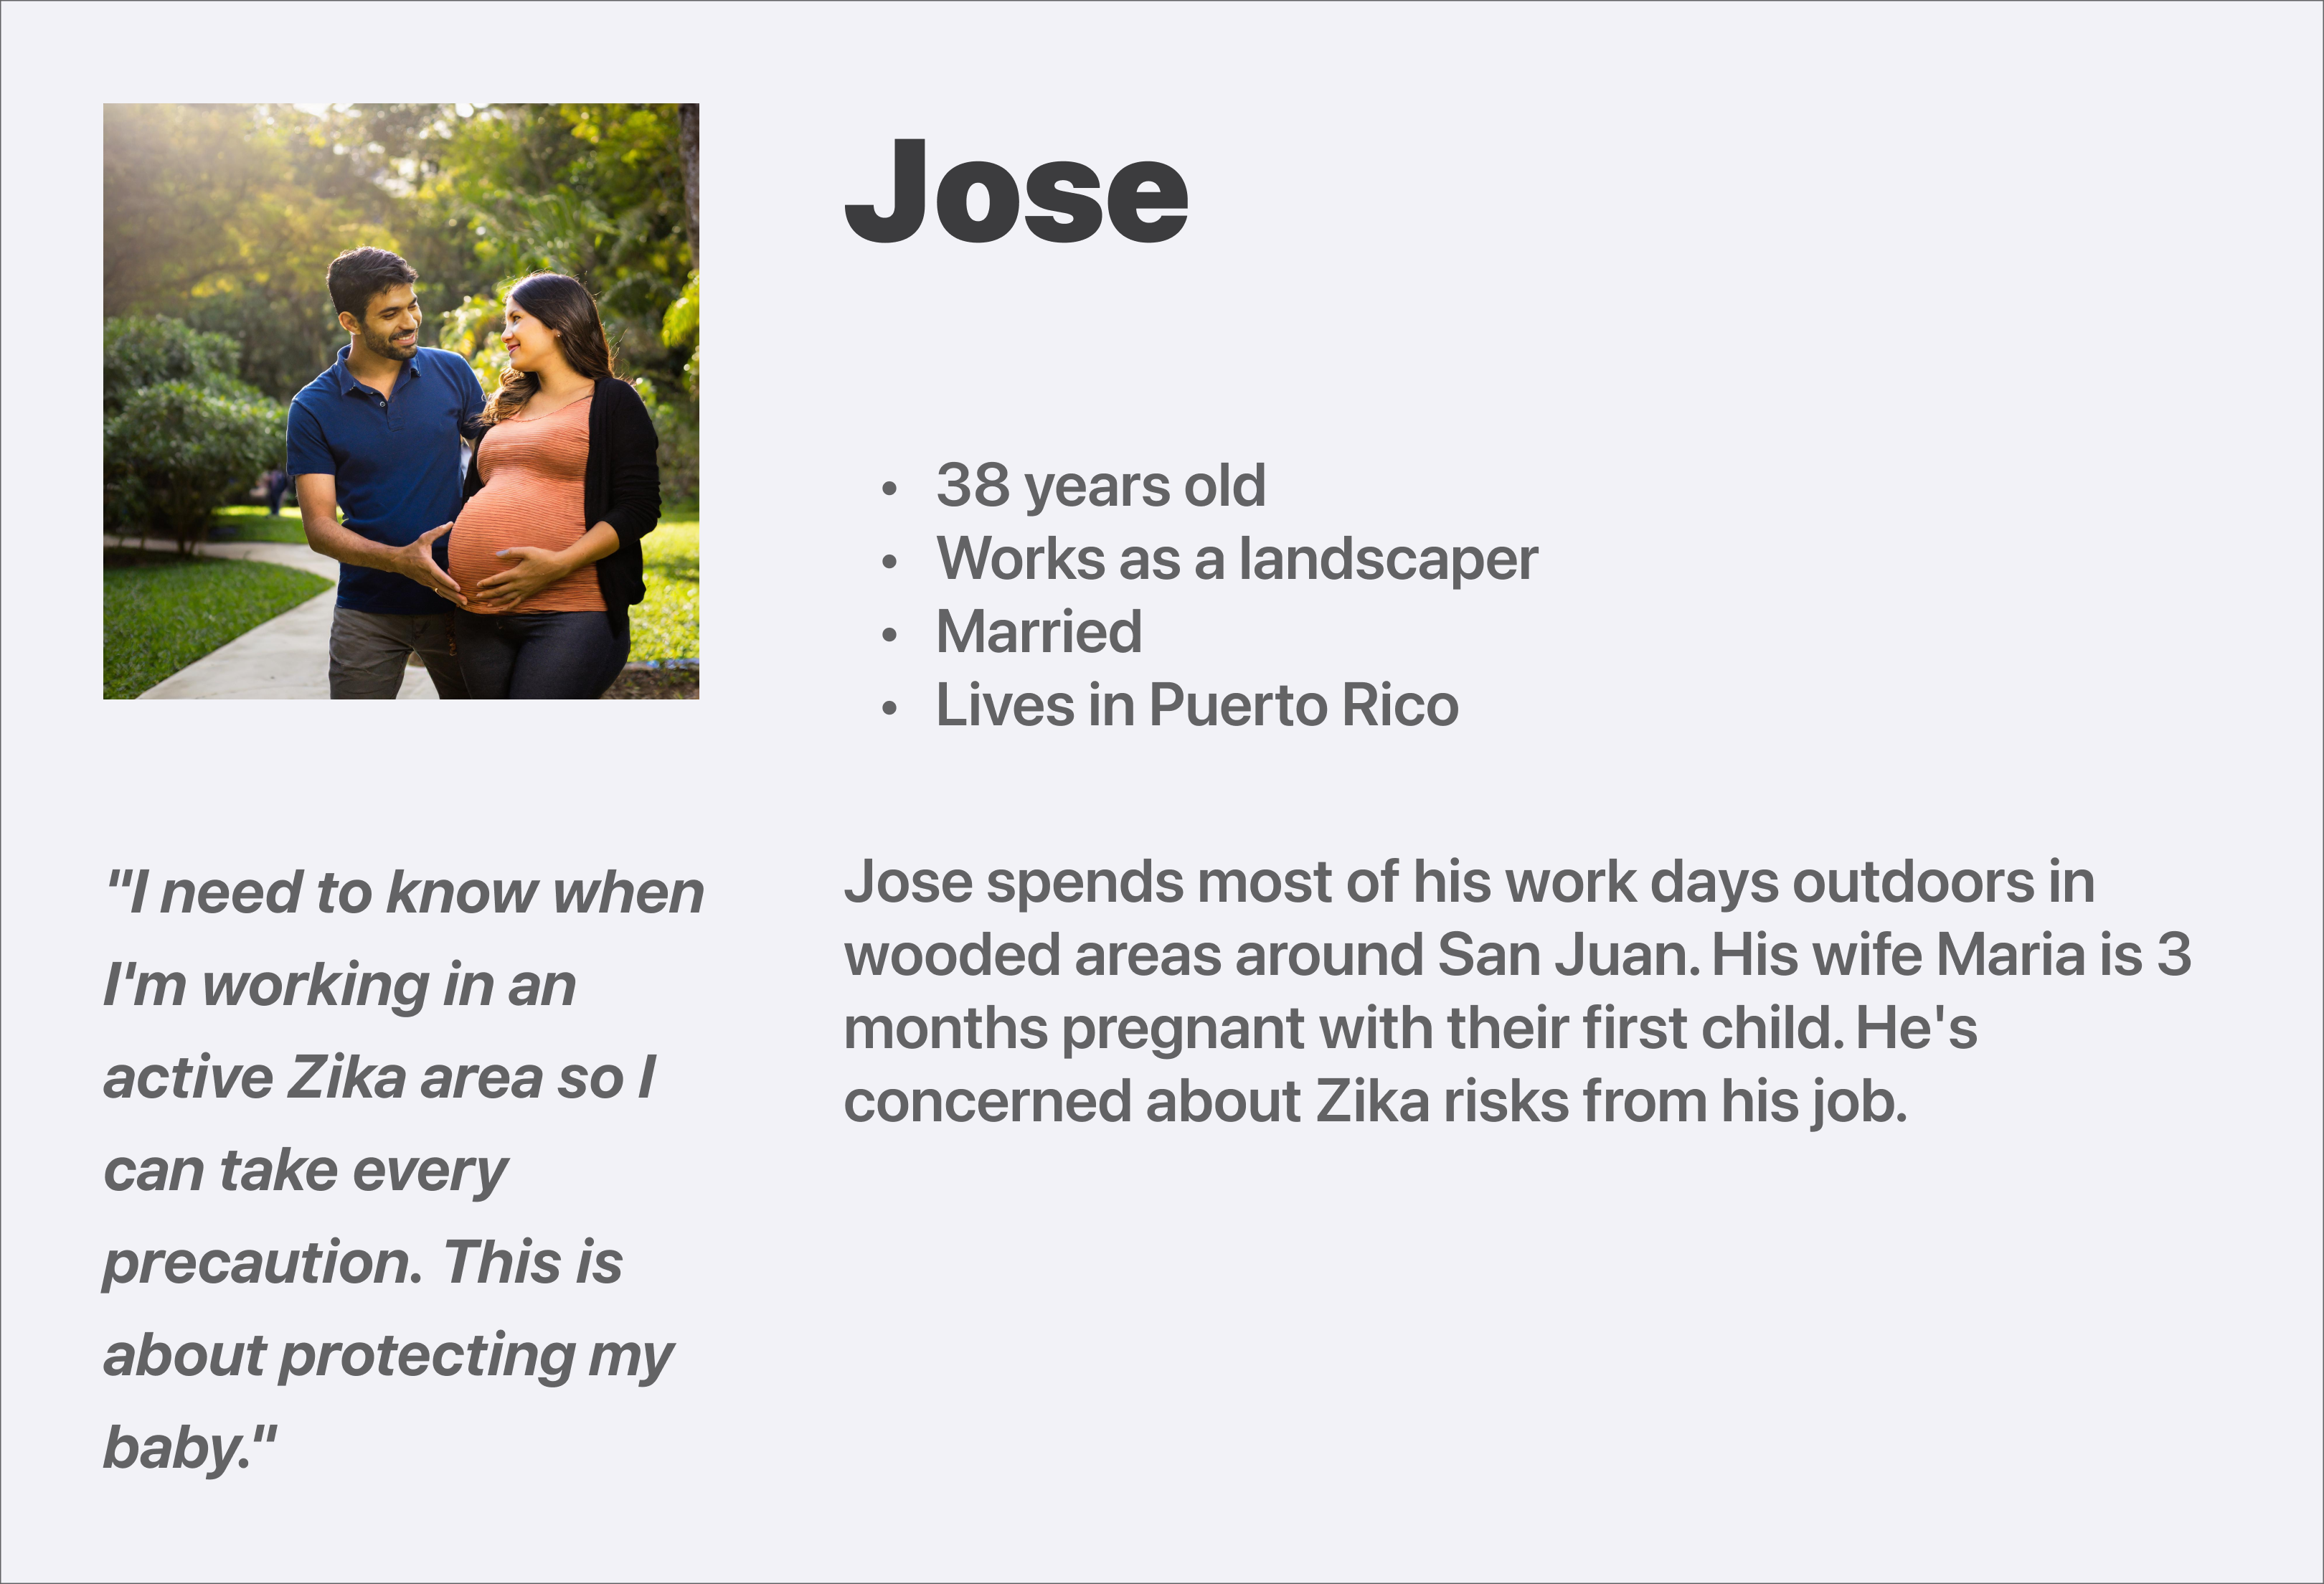 Jose
• 38 years old
• Works as a landscaper
• Married
• Lives in Puerto Rico
"I need to know when
I'm working in an
active Zika area so I
can take every
precaution. This is
about protecting my
baby."
Jose spends most of his work days outdoors in
wooded areas around San Juan. His wife Maria is 3
months pregnant with their first child. He's
concerned about Zika risks from his job.